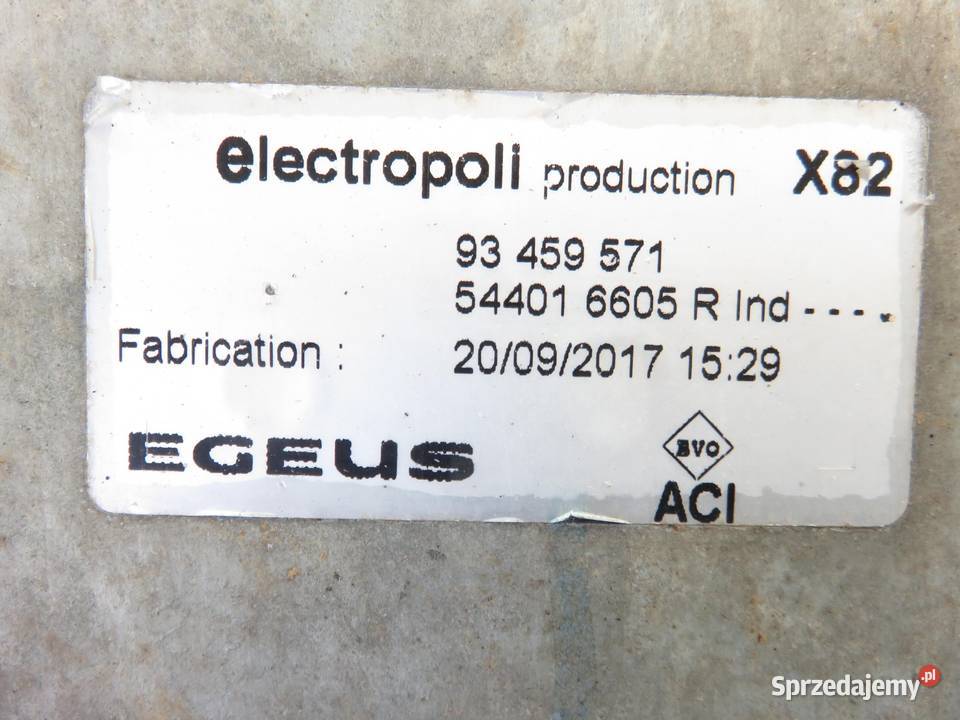 electropoli production X82
93 459 571
54401 6605 R Ind ----.
Fabrication : 20/09/2017 15:29
EGEUS
BVO
ACI
Sprzedajemy.pl